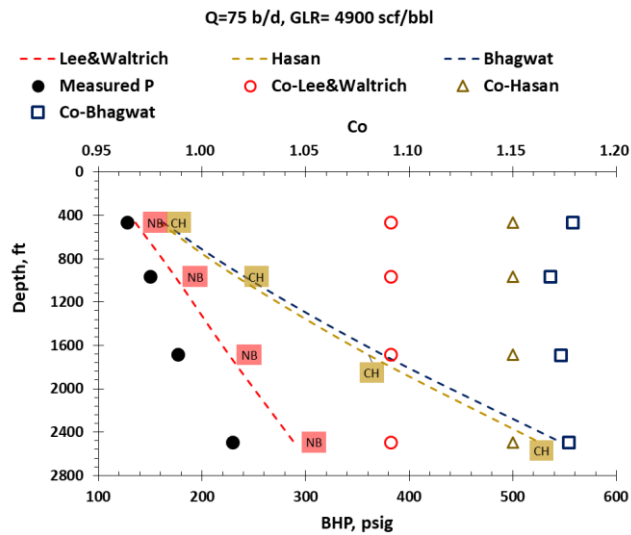 Q=75 b/d, GLR= 4900 scf/bbl
Lee&Waltrich Hasan Bhagwat
Measured P Co-Lee&Waltrich Co-Hasan
Co-Bhagwat
Co
0.95 1.00 1.05 1.10 1.15 1.20
0
400
800
1200
1600
2000
2400
2800
Depth, ft
NB CH
NB CH
NB
CH
NB
CH
100 200 300 400 500 600
BHP, psig